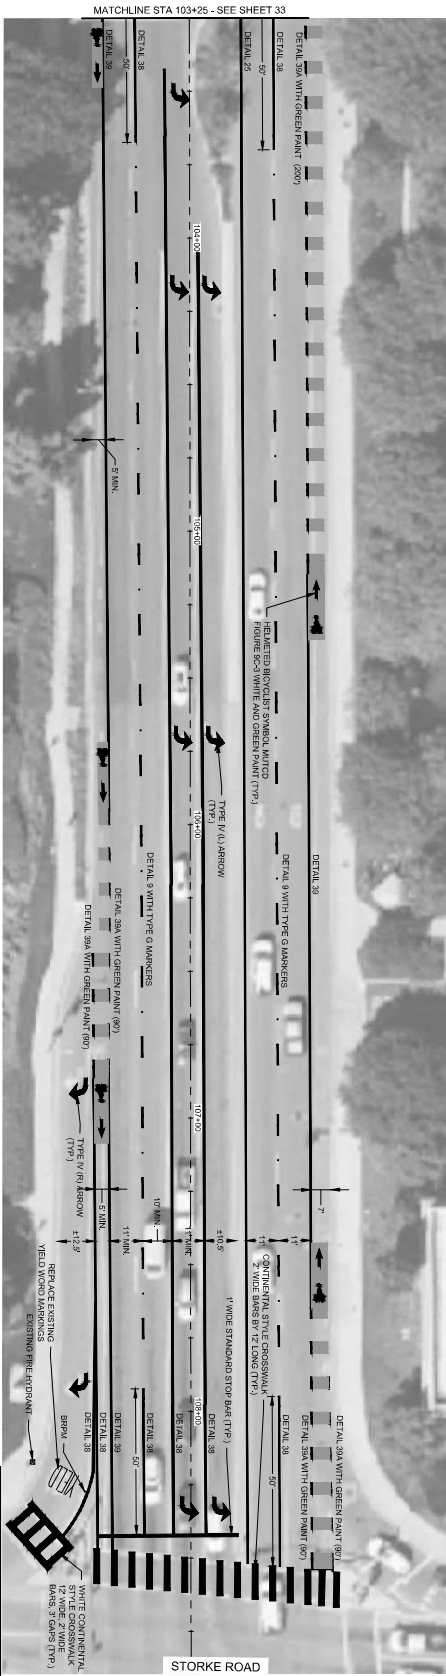 MATCHLINE STA 103+25 - SEE SHEET 33
DETAIL 39
DETAIL 38
50'
DETAIL 25
DETAIL 38
50'
DETAIL 39A WITH GREEN PAINT (200')
104+00
5' MIN.
105+00
HELMETED BICYCLIST SYMBOL MUTCD
FIGURE 9C-3 WHITE AND GREEN PAINT (TYP.)
TYPE IV (L) ARROW
(TYP.)
106+00
DETAIL 39
DETAIL 9 WITH TYPE G MARKERS
DETAIL 9 WITH TYPE G MARKERS
DETAIL 39A WITH GREEN PAINT (90')
DETAIL 39A WITH GREEN PAINT (90')
107+00
TYPE IV (R) ARROW
(TYP.)
±12.5'
5' MIN.
11' MIN.
10' MIN.
11' MIN.
±10.5'
11'
11'
7'
CONTINENTAL STYLE CROSSWALK
2' WIDE BARS BY 12' LONG (TYP.)
1' WIDE STANDARD STOP BAR (TYP.)
REPLACE EXISTING
YIELD WORD MARKINGS
EXISTING FIRE HYDRANT
BRPM
DETAIL 38
DETAIL 38
DETAIL 39
DETAIL 38
DETAIL 38
108+00
DETAIL 38
DETAIL 38
50'
50'
DETAIL 39A WITH GREEN PAINT (90')
DETAIL 39A WITH GREEN PAINT (90')
WHITE CONTINENTAL
STYLE CROSSWALK
12' WIDE, 2' WIDE
BARS, 3' GAPS (TYP.)
STORKE ROAD